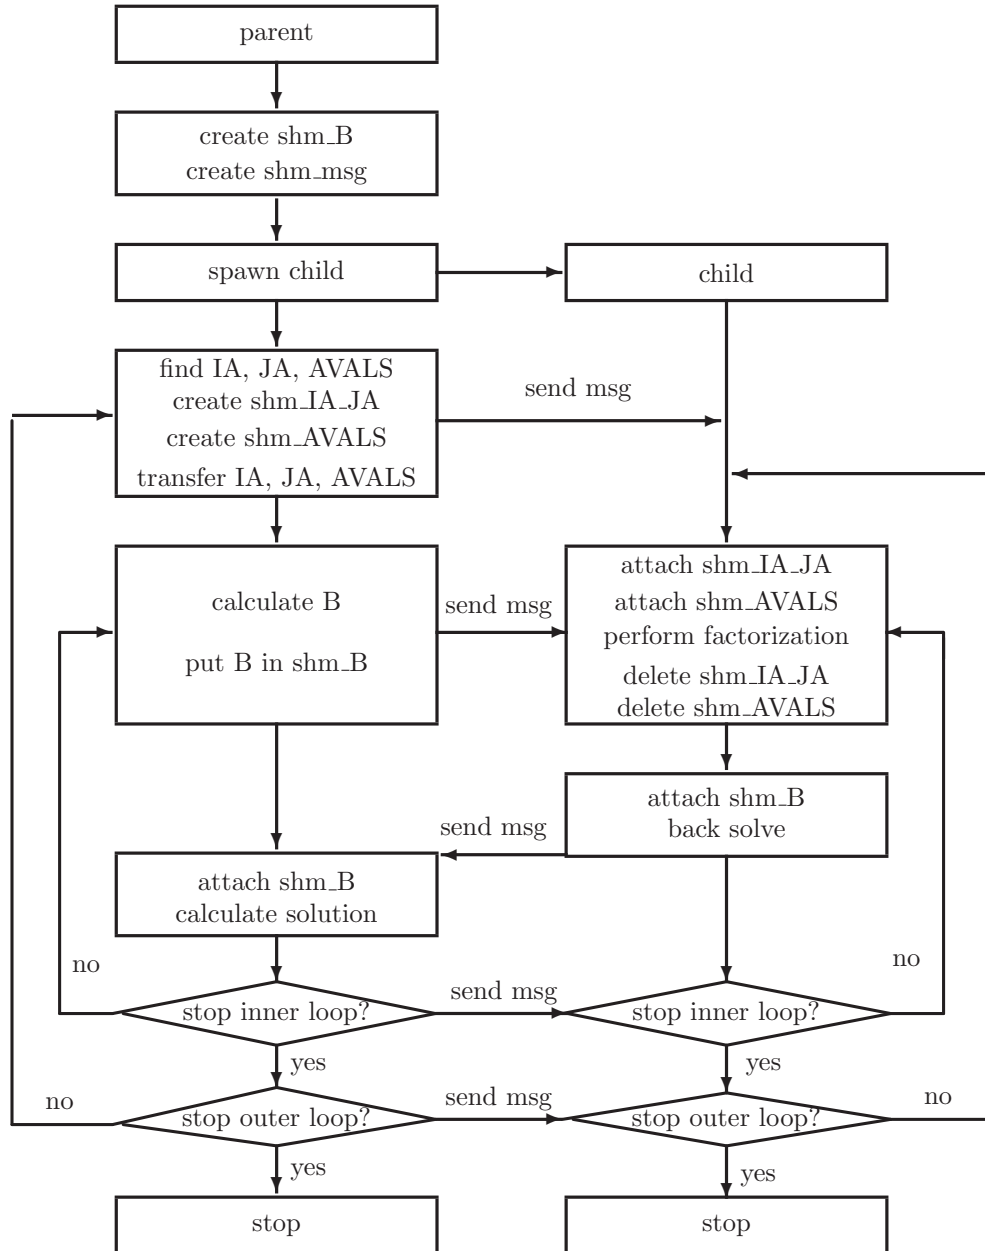 parent
create shm_B
create shm_msg
spawn child
child
find IA, JA, AVALS
create shm_IA_JA
create shm_AVALS
transfer IA, JA, AVALS
send msg
calculate B
put B in shm_B
send msg
attach shm_IA_JA
attach shm_AVALS
perform factorization
delete shm_IA_JA
delete shm_AVALS
attach shm_B
back solve
send msg
attach shm_B
calculate solution
no
stop inner loop?
send msg
stop inner loop?
no
yes
yes
no
stop outer loop?
send msg
stop outer loop?
no
yes
yes
stop
stop